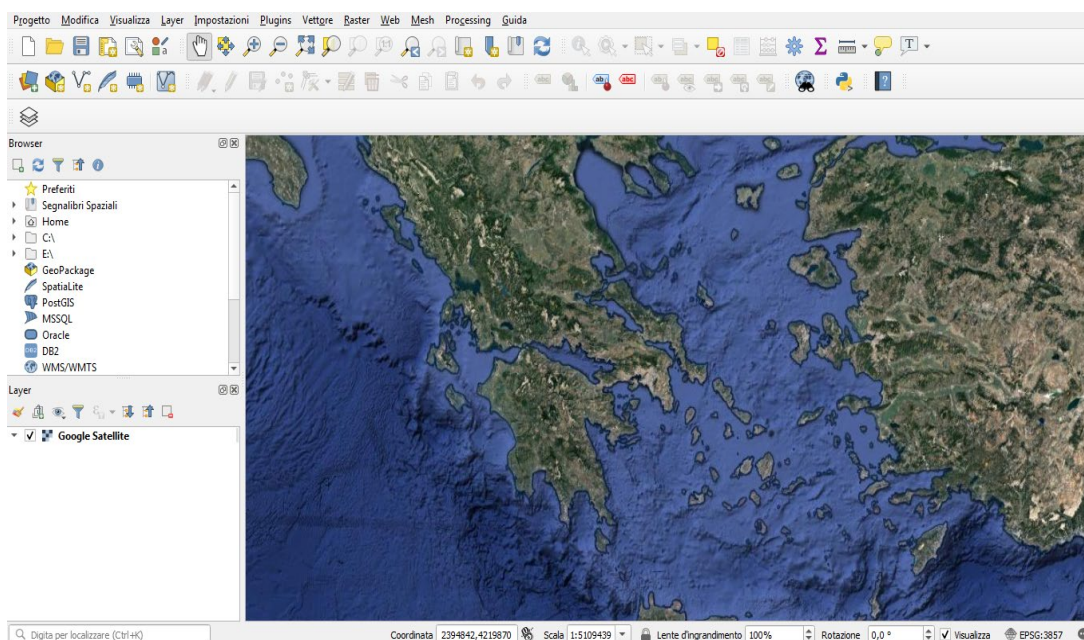 Progetto Modifica Visualizza Layer Impostazioni Plugins Vettore Raster Web Mesh Processing Guida
Browser
Preferiti
Segnalibri Spaziali
Home
C:\
E:\
GeoPackage
SpatiaLite
PostGIS
MSSQL
Oracle
DB2
WMS/WMTS
Layer
Google Satellite
Digita per localizzare (Ctrl+K) Coordinata 2394842,4219870 Scala 1:5109439 Lente d'ingrandimento 100% Rotazione 0,0 ° Visualizza EPSG:3857